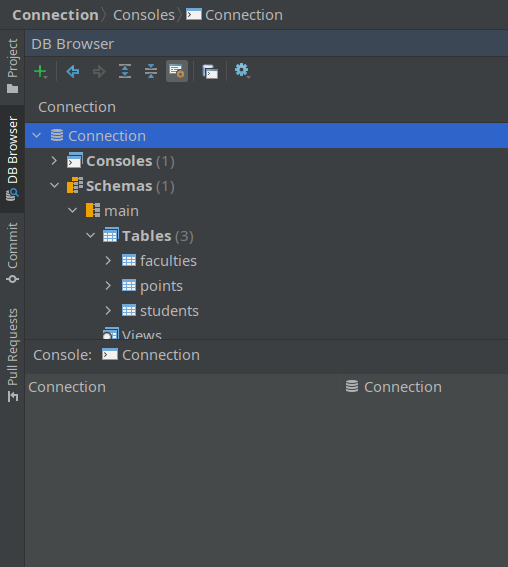 Connection 〉 Consoles 〉 Connection
Project
DB Browser
Commit
Pull Requests
DB Browser
Connection
Connection
Consoles (1)
Schemas (1)
main
Tables (3)
faculties
points
students
Views
Console: Connection
Connection Connection